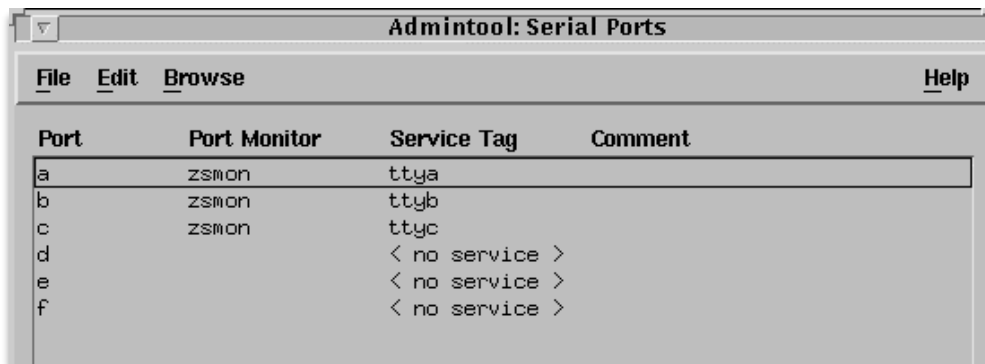 Admintool: Serial Ports
File Edit Browse Help
Port Port Monitor Service Tag Comment
a zsmon ttya
b zsmon ttyb
c zsmon ttyc
d < no service >
e < no service >
f < no service >